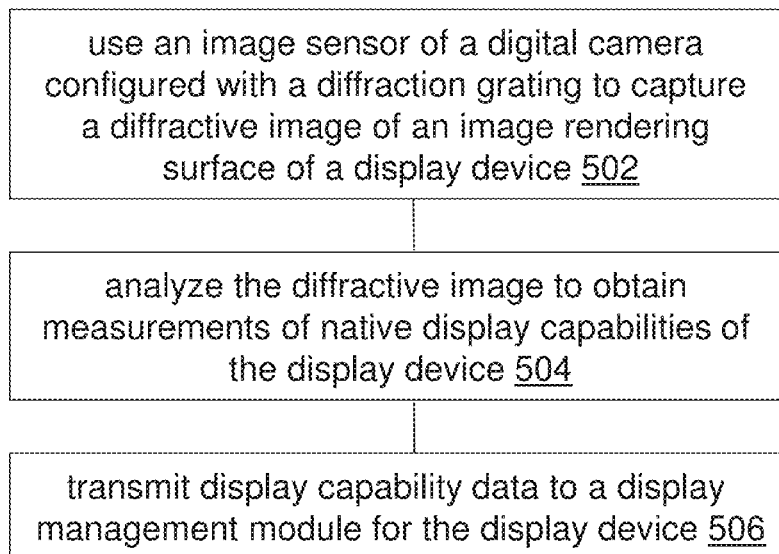 use an image sensor of a digital camera
configured with a diffraction grating to capture
a diffractive image of an image rendering
surface of a display device 502
analyze the diffractive image to obtain
measurements of native display capabilities of
the display device 504
transmit display capability data to a display
management module for the display device 506